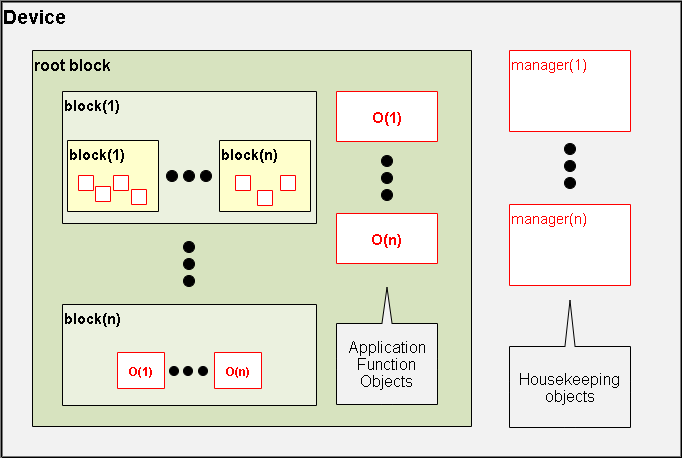 Device
root block
block(1)
block(1)
block(n)
O(1)
O(n)
block(n)
O(1)
O(n)
Application
Function
Objects
manager(1)
manager(n)
Housekeeping
objects